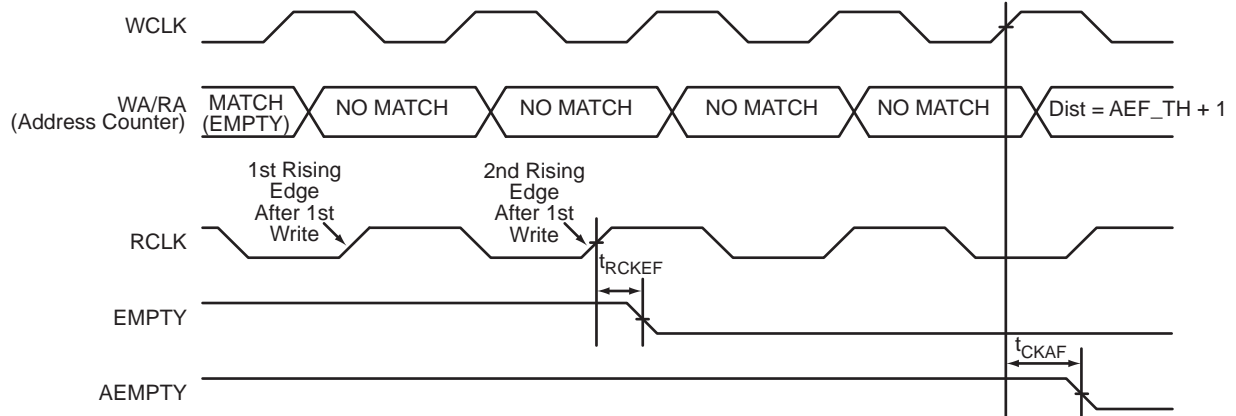 WCLK
WA/RA
(Address Counter)
MATCH
(EMPTY)
NO MATCH
NO MATCH
NO MATCH
NO MATCH
Dist = AEF_TH + 1
1st Rising
Edge
After 1st
Write
2nd Rising
Edge
After 1st
Write
RCLK
tRCKEF
EMPTY
tCKAF
AEMPTY